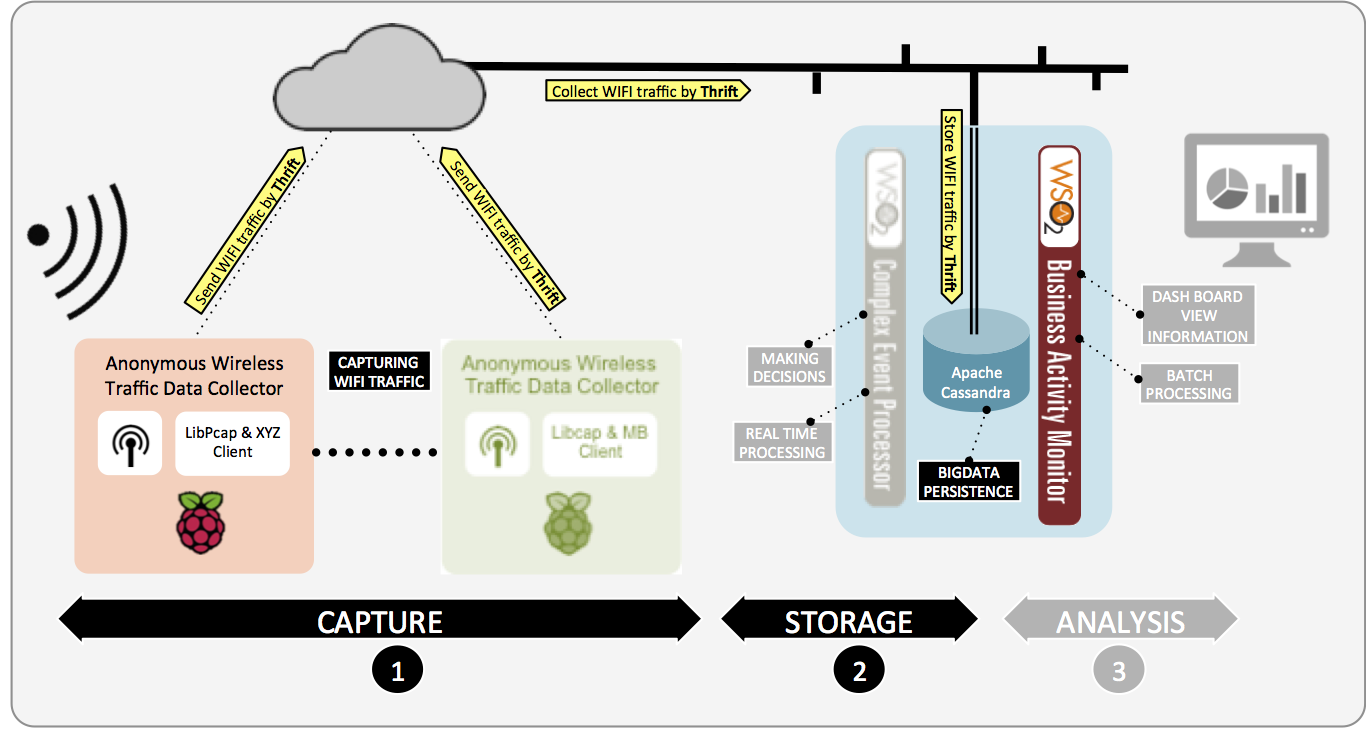 Collect WIFI traffic by Thrift
Send WIFI traffic by Thrift
Send WIFI traffic by Thrift
Store WIFI traffic by Thrift
WSO2
Complex Event Processor
WSO2
Business Activity Monitor
Anonymous Wireless
Traffic Data Collector
LibPcap & XYZ
Client
CAPTURING
WIFI TRAFFIC
Anonymous Wireless
Traffic Data Collector
Libcap & MB
Client
MAKING
DECISIONS
REAL TIME
PROCESSING
Apache
Cassandra
BIGDATA
PERSISTENCE
DASH BOARD
VIEW
INFORMATION
BATCH
PROCESSING
CAPTURE
1
STORAGE
2
ANALYSIS
3